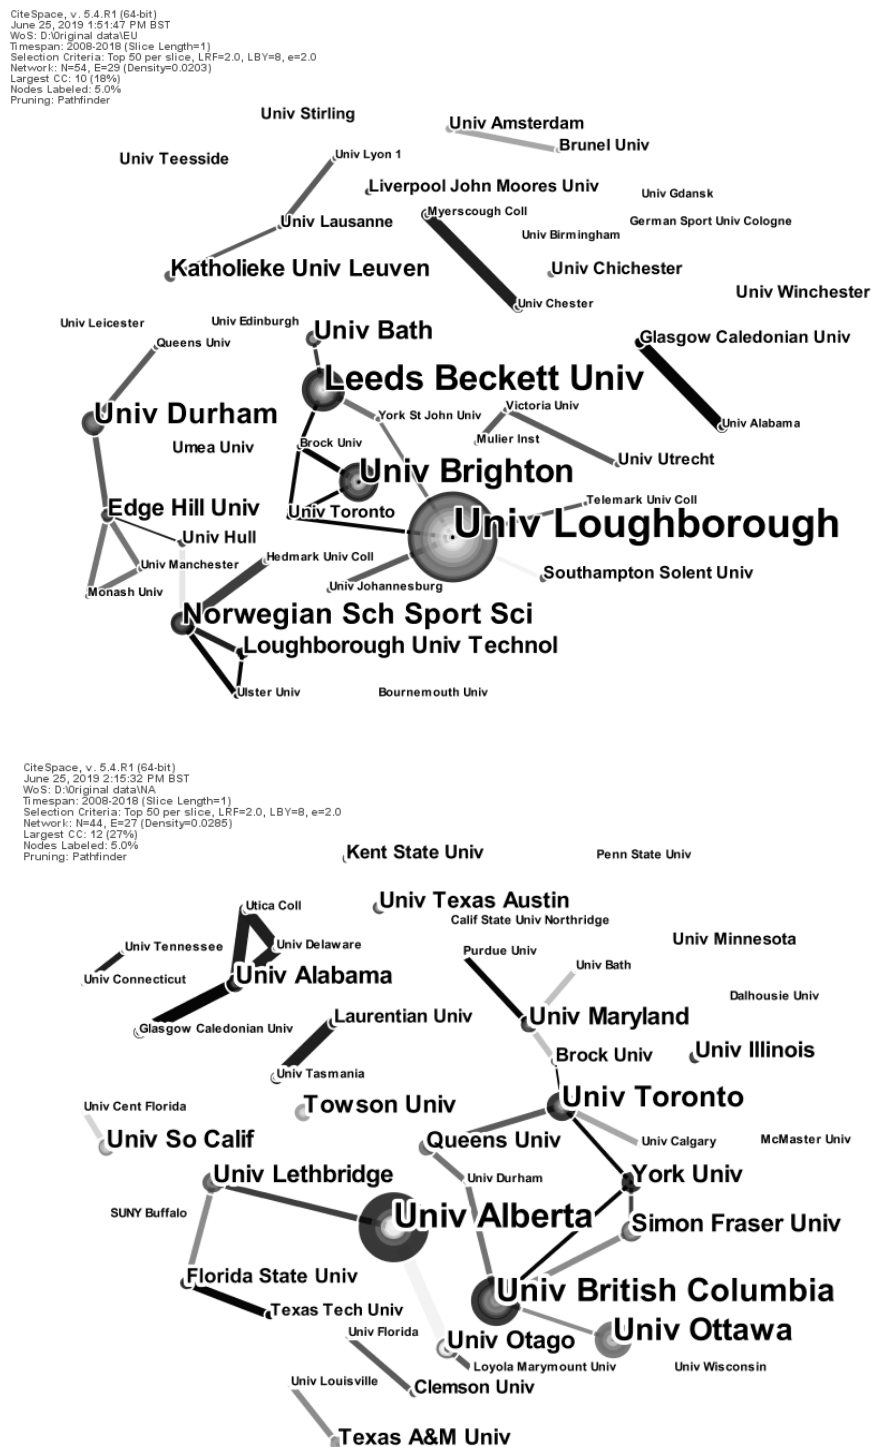 CiteSpace, v. 5.4.R1 (64-bit)
June 25, 2019 1:51:47 PM BST
WoS: D:\Original data\EU
Timespan: 2008-2018 (Slice Length=1)
Selection Criteria: Top 50 per slice, LRF=2.0, LBY=8, e=2.0
Network: N=54, E=29 (Density=0.0203)
Largest CC: 10 (18%)
Nodes Labeled: 5.0%
Pruning: Pathfinder
Univ Stirling
Univ Amsterdam
Brunel Univ
Univ Teesside
Univ Lyon 1
Liverpool John Moores Univ
Univ Gdansk
Myerscough Coll
Univ Lausanne
German Sport Univ Cologne
Univ Birmingham
Katholieke Univ Leuven
Univ Chichester
Univ Winchester
Univ Chester
Univ Leicester
Univ Edinburgh
Univ Bath
Queens Univ
Glasgow Caledonian Univ
Leeds Beckett Univ
Univ Durham
York St John Univ
Victoria Univ
Univ Alabama
Umea Univ
Brock Univ
Mulier Inst
Univ Utrecht
Univ Brighton
Edge Hill Univ
Univ Toronto
Telemark Univ Coll
Univ Loughborough
Univ Hull
Hedmark Univ Coll
Univ Manchester
Southampton Solent Univ
Monash Univ
Univ Johannesburg
Norwegian Sch Sport Sci
Loughborough Univ Technol
Ulster Univ
Bournemouth Univ
CiteSpace, v. 5.4.R1 (64-bit)
June 25, 2019 2:15:32 PM BST
WoS: D:\Original data\NA
Timespan: 2008-2018 (Slice Length=1)
Selection Criteria: Top 50 per slice, LRF=2.0, LBY=8, e=2.0
Network: N=44, E=27 (Density=0.0285)
Largest CC: 12 (27%)
Nodes Labeled: 5.0%
Pruning: Pathfinder
Kent State Univ
Penn State Univ
Univ Texas Austin
Utica Coll
Calif State Univ Northridge
Univ Tennessee
Univ Delaware
Purdue Univ
Univ Minnesota
Univ Connecticut
Univ Alabama
Univ Bath
Dalhousie Univ
Glasgow Caledonian Univ
Laurentian Univ
Univ Maryland
Brock Univ
Univ Illinois
Univ Tasmania
Univ Cent Florida
Towson Univ
Univ Toronto
Univ So Calif
Queens Univ
Univ Calgary
McMaster Univ
Univ Lethbridge
Univ Durham
York Univ
SUNY Buffalo
Univ Alberta
Simon Fraser Univ
Florida State Univ
Univ British Columbia
Texas Tech Univ
Univ Florida
Univ Otago
Univ Ottawa
Loyola Marymount Univ
Univ Wisconsin
Univ Louisville
Clemson Univ
Texas A&M Univ